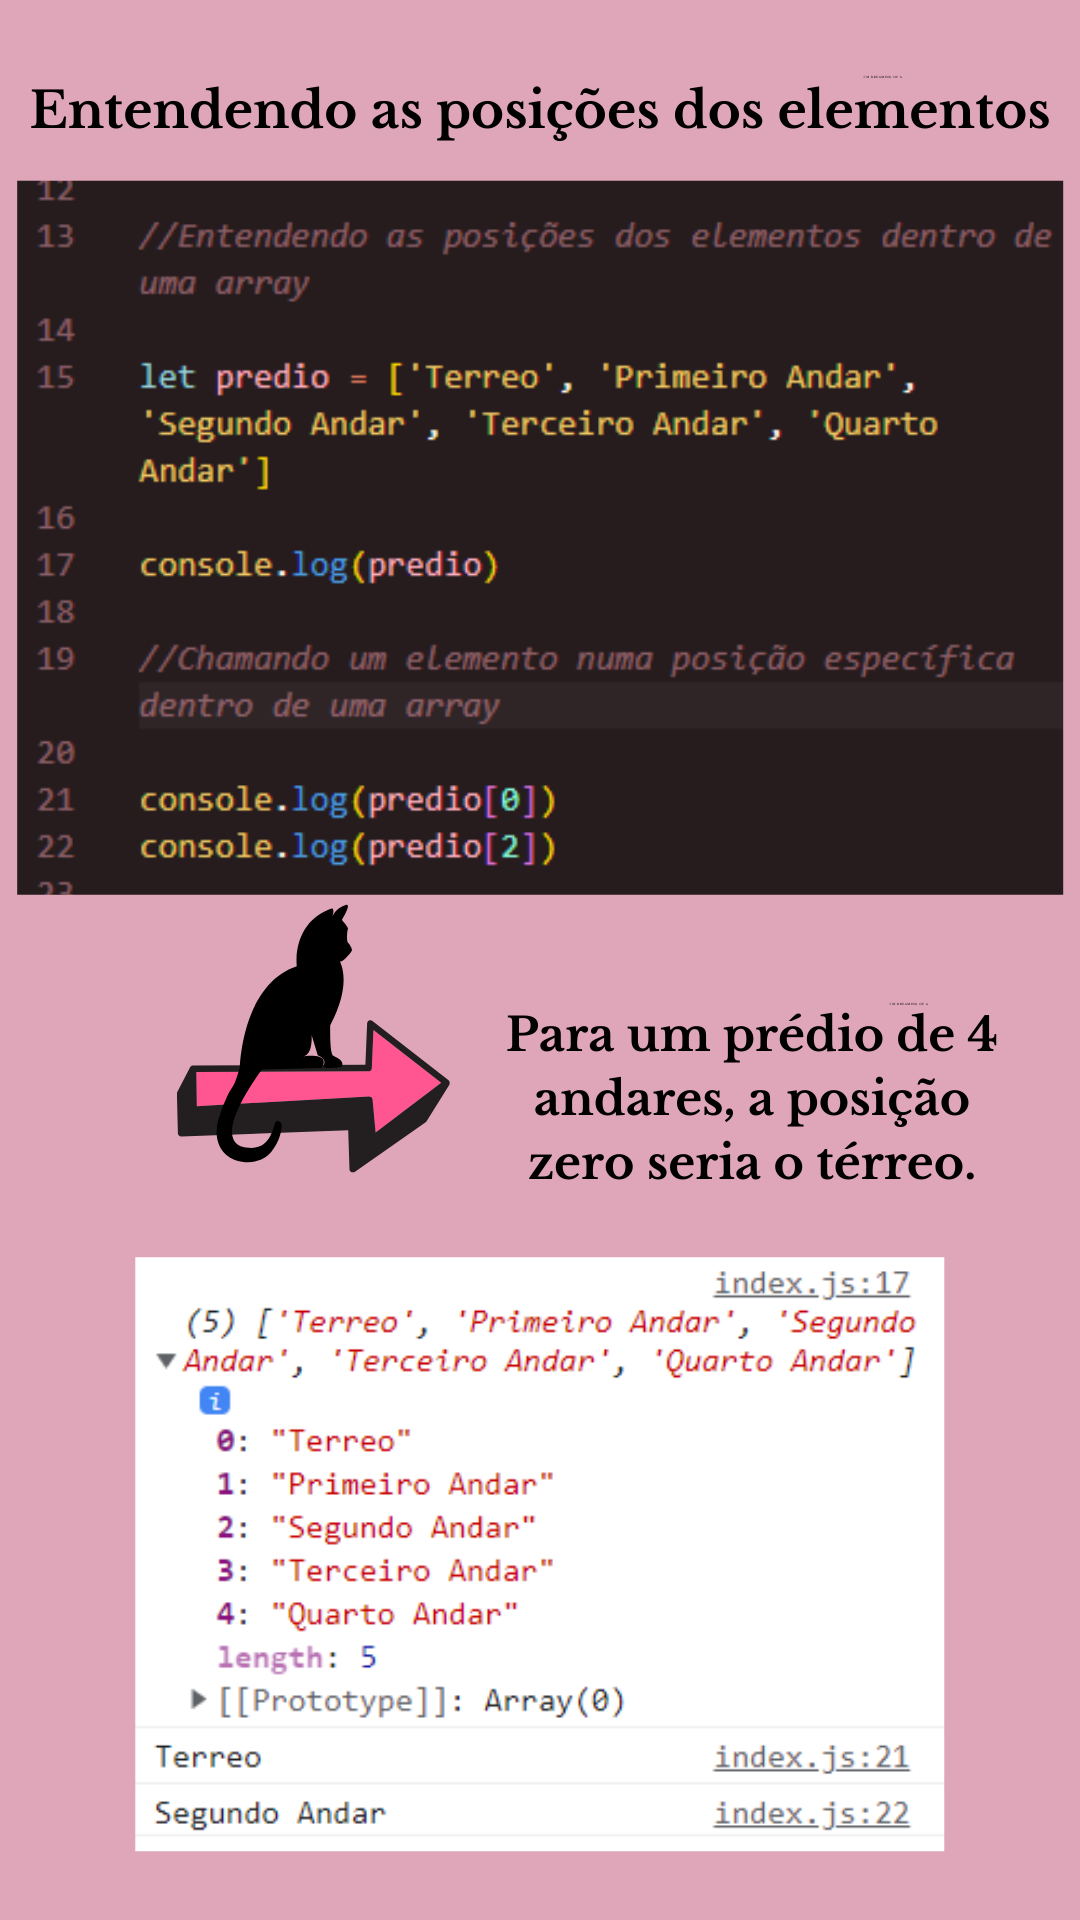 Entendendo as posições dos elementos
12
13 //Entendendo as posições dos elementos dentro de
uma array
14
15 let predio = ['Terreo', 'Primeiro Andar',
'Segundo Andar', 'Terceiro Andar', 'Quarto
Andar']
16
17 console.log(predio)
18
19 //Chamando um elemento numa posição específica
dentro de uma array
20
21 console.log(predio[0])
22 console.log(predio[2])
23
Para um prédio de 4
andares, a posição
zero seria o térreo.
index.js:17
(5) ['Terreo', 'Primeiro Andar', 'Segundo
▼ Andar', 'Terceiro Andar', 'Quarto Andar']
i
0: "Terreo"
1: "Primeiro Andar"
2: "Segundo Andar"
3: "Terceiro Andar"
4: "Quarto Andar"
length: 5
▶ [[Prototype]]: Array(0)
Terreo index.js:21
Segundo Andar index.js:22